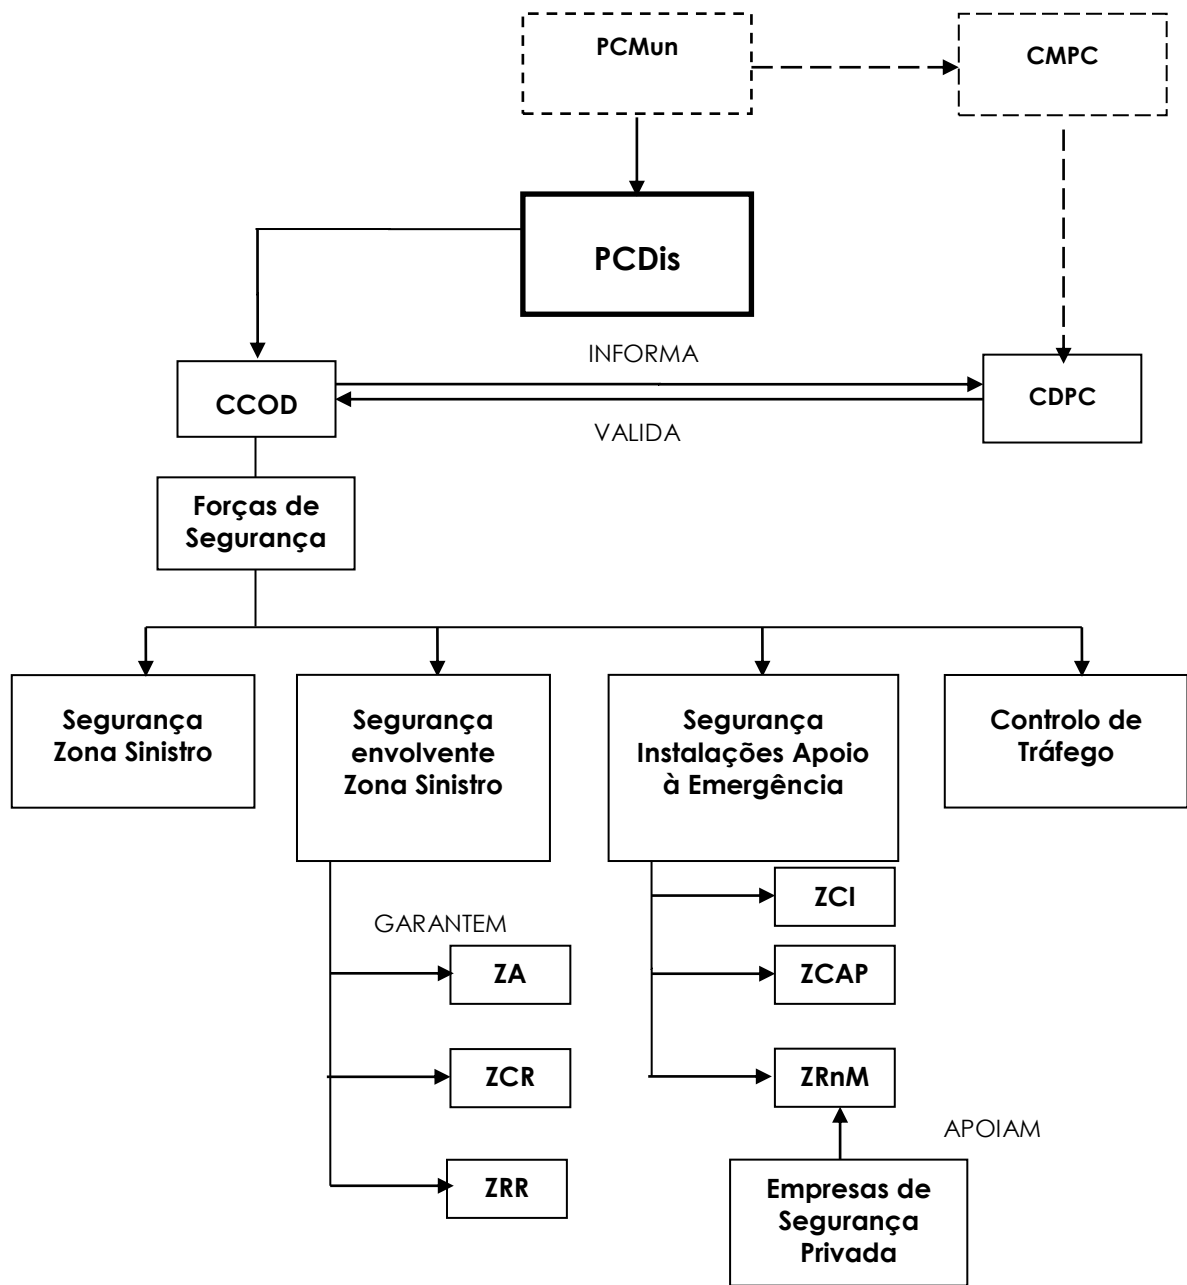 PCMun
CMPC
PCDis
INFORMA
CCOD
CDPC
VALIDA
Forças de
Segurança
Segurança
Zona Sinistro
Segurança
envolvente
Zona Sinistro
Segurança
Instalações Apoio
à Emergência
Controlo de
Tráfego
ZCI
GARANTEM
ZA
ZCAP
ZCR
ZRnM
APOIAM
ZRR
Empresas de
Segurança
Privada